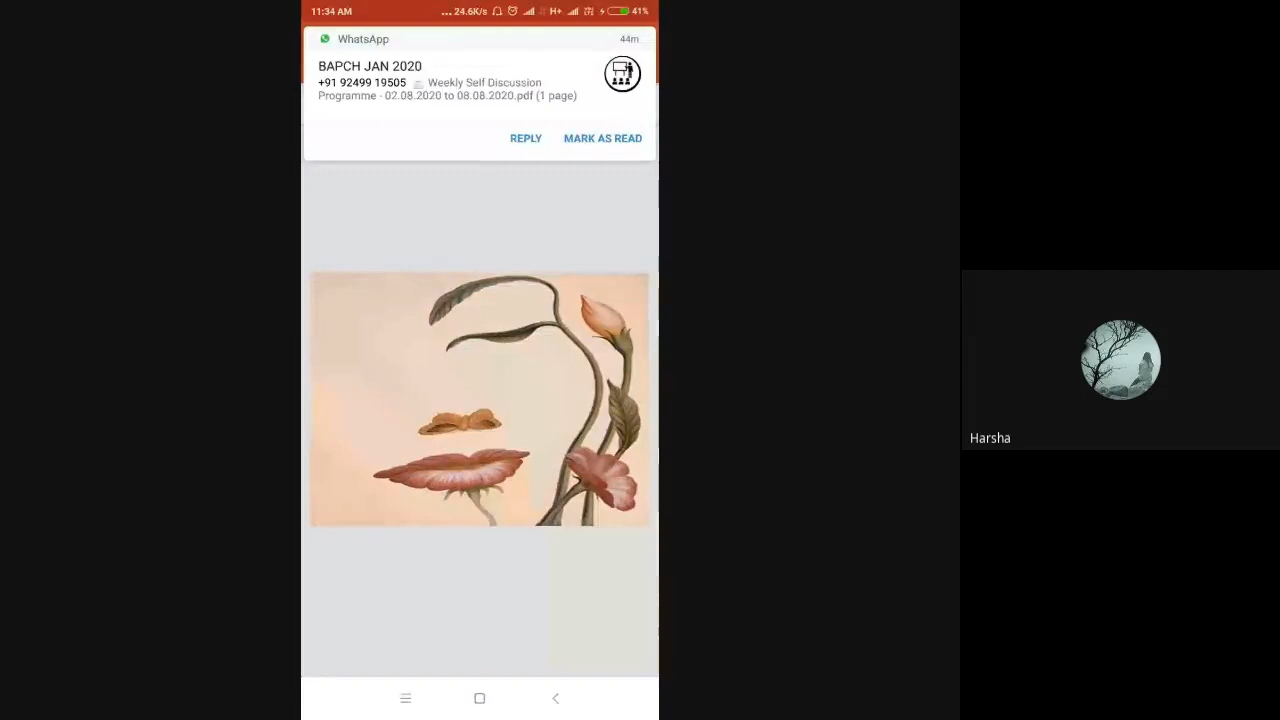 11:34 AM
... 24.6K/s
H+
41%
WhatsApp
44m
BAPCH JAN 2020
+91 92499 19505 Weekly Self Discussion
Programme - 02.08.2020 to 08.08.2020.pdf (1 page)
REPLY
MARK AS READ
Harsha